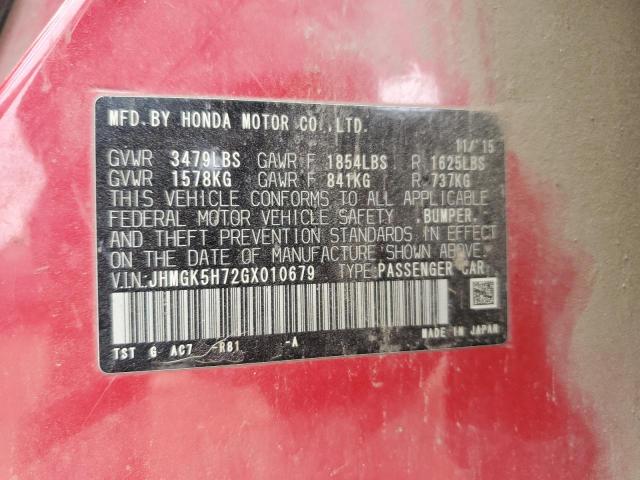 MFD.BY HONDA MOTOR CO.,LTD.
11/'15
GVWR 3479LBS GAWR F 1854LBS R 1625LBS
GVWR 1578KG GAWR F 841KG R 737KG
THIS VEHICLE CONFORMS TO ALL APPLICABLE
FEDERAL MOTOR VEHICLE SAFETY, BUMPER,
AND THEFT PREVENTION STANDARDS IN EFFECT
ON THE DATE OF MANUFACTURE SHOWN ABOVE.
V.I.N:JHMGK5H72GX010679 TYPE:PASSENGER CAR
MADE IN JAPAN
TST G AC7 -R81 -A